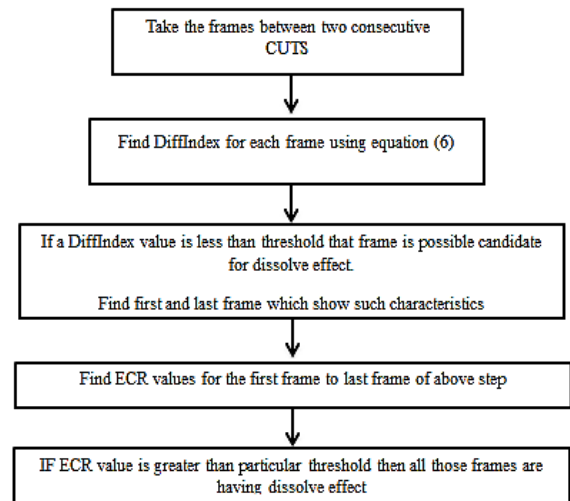 Take the frames between two consecutive
CUTS
Find DiffIndex for each frame using equation (6)
If a DiffIndex value is less than threshold that frame is possible candidate
for dissolve effect.
Find first and last frame which show such characteristics
Find ECR values for the first frame to last frame of above step
IF ECR value is greater than particular threshold then all those frames are
having dissolve effect